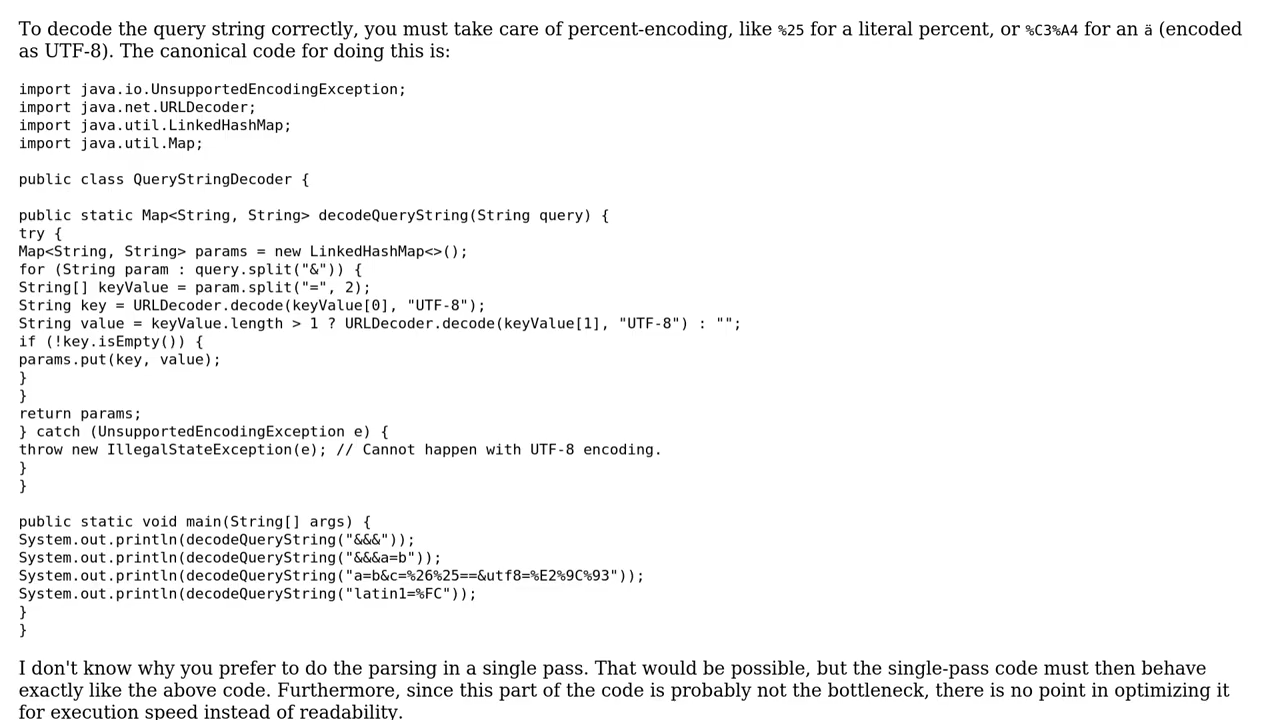 To decode the query string correctly, you must take care of percent-encoding, like %25 for a literal percent, or %C3%A4 for an ä (encoded
as UTF-8). The canonical code for doing this is:
import java.io.UnsupportedEncodingException;
import java.net.URLDecoder;
import java.util.LinkedHashMap;
import java.util.Map;
public class QueryStringDecoder {
public static Map<String, String> decodeQueryString(String query) {
try {
Map<String, String> params = new LinkedHashMap<>();
for (String param : query.split("&")) {
String[] keyValue = param.split("=", 2);
String key = URLDecoder.decode(keyValue[0], "UTF-8");
String value = keyValue.length > 1 ? URLDecoder.decode(keyValue[1], "UTF-8") : "";
if (!key.isEmpty()) {
params.put(key, value);
}
}
return params;
} catch (UnsupportedEncodingException e) {
throw new IllegalStateException(e); // Cannot happen with UTF-8 encoding.
}
}
public static void main(String[] args) {
System.out.println(decodeQueryString("&&&"));
System.out.println(decodeQueryString("&&&a=b"));
System.out.println(decodeQueryString("a=b&c=%26%25==&utf8=%E2%9C%93"));
System.out.println(decodeQueryString("latin1=%FC"));
}
}
I don't know why you prefer to do the parsing in a single pass. That would be possible, but the single-pass code must then behave
exactly like the above code. Furthermore, since this part of the code is probably not the bottleneck, there is no point in optimizing it
for execution speed instead of readability.